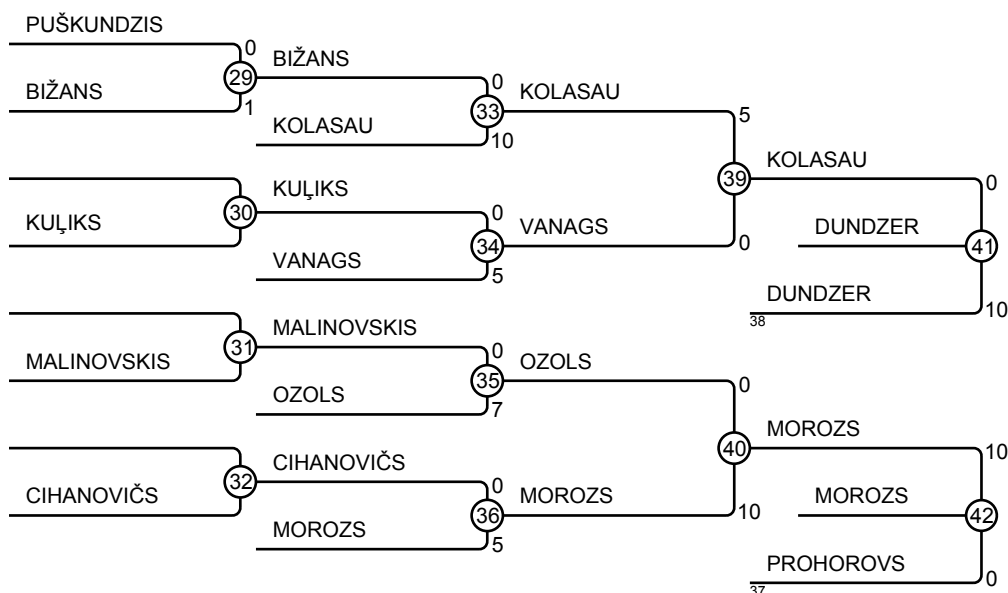 PUŠKUNDZIS
0
29
BIŽANS
BIŽANS
1
0
33
KOLASAU
KOLASAU
10
5
39
KOLASAU
KUĻIKS
30
KUĻIKS
0
34
VANAGS
VANAGS
5
0
0
DUNDZER
41
DUNDZER
38
10
MALINOVSKIS
31
MALINOVSKIS
0
35
OZOLS
OZOLS
7
0
40
MOROZS
CIHANOVIČS
32
CIHANOVIČS
0
36
MOROZS
MOROZS
5
10
10
MOROZS
42
PROHOROVS
37
0